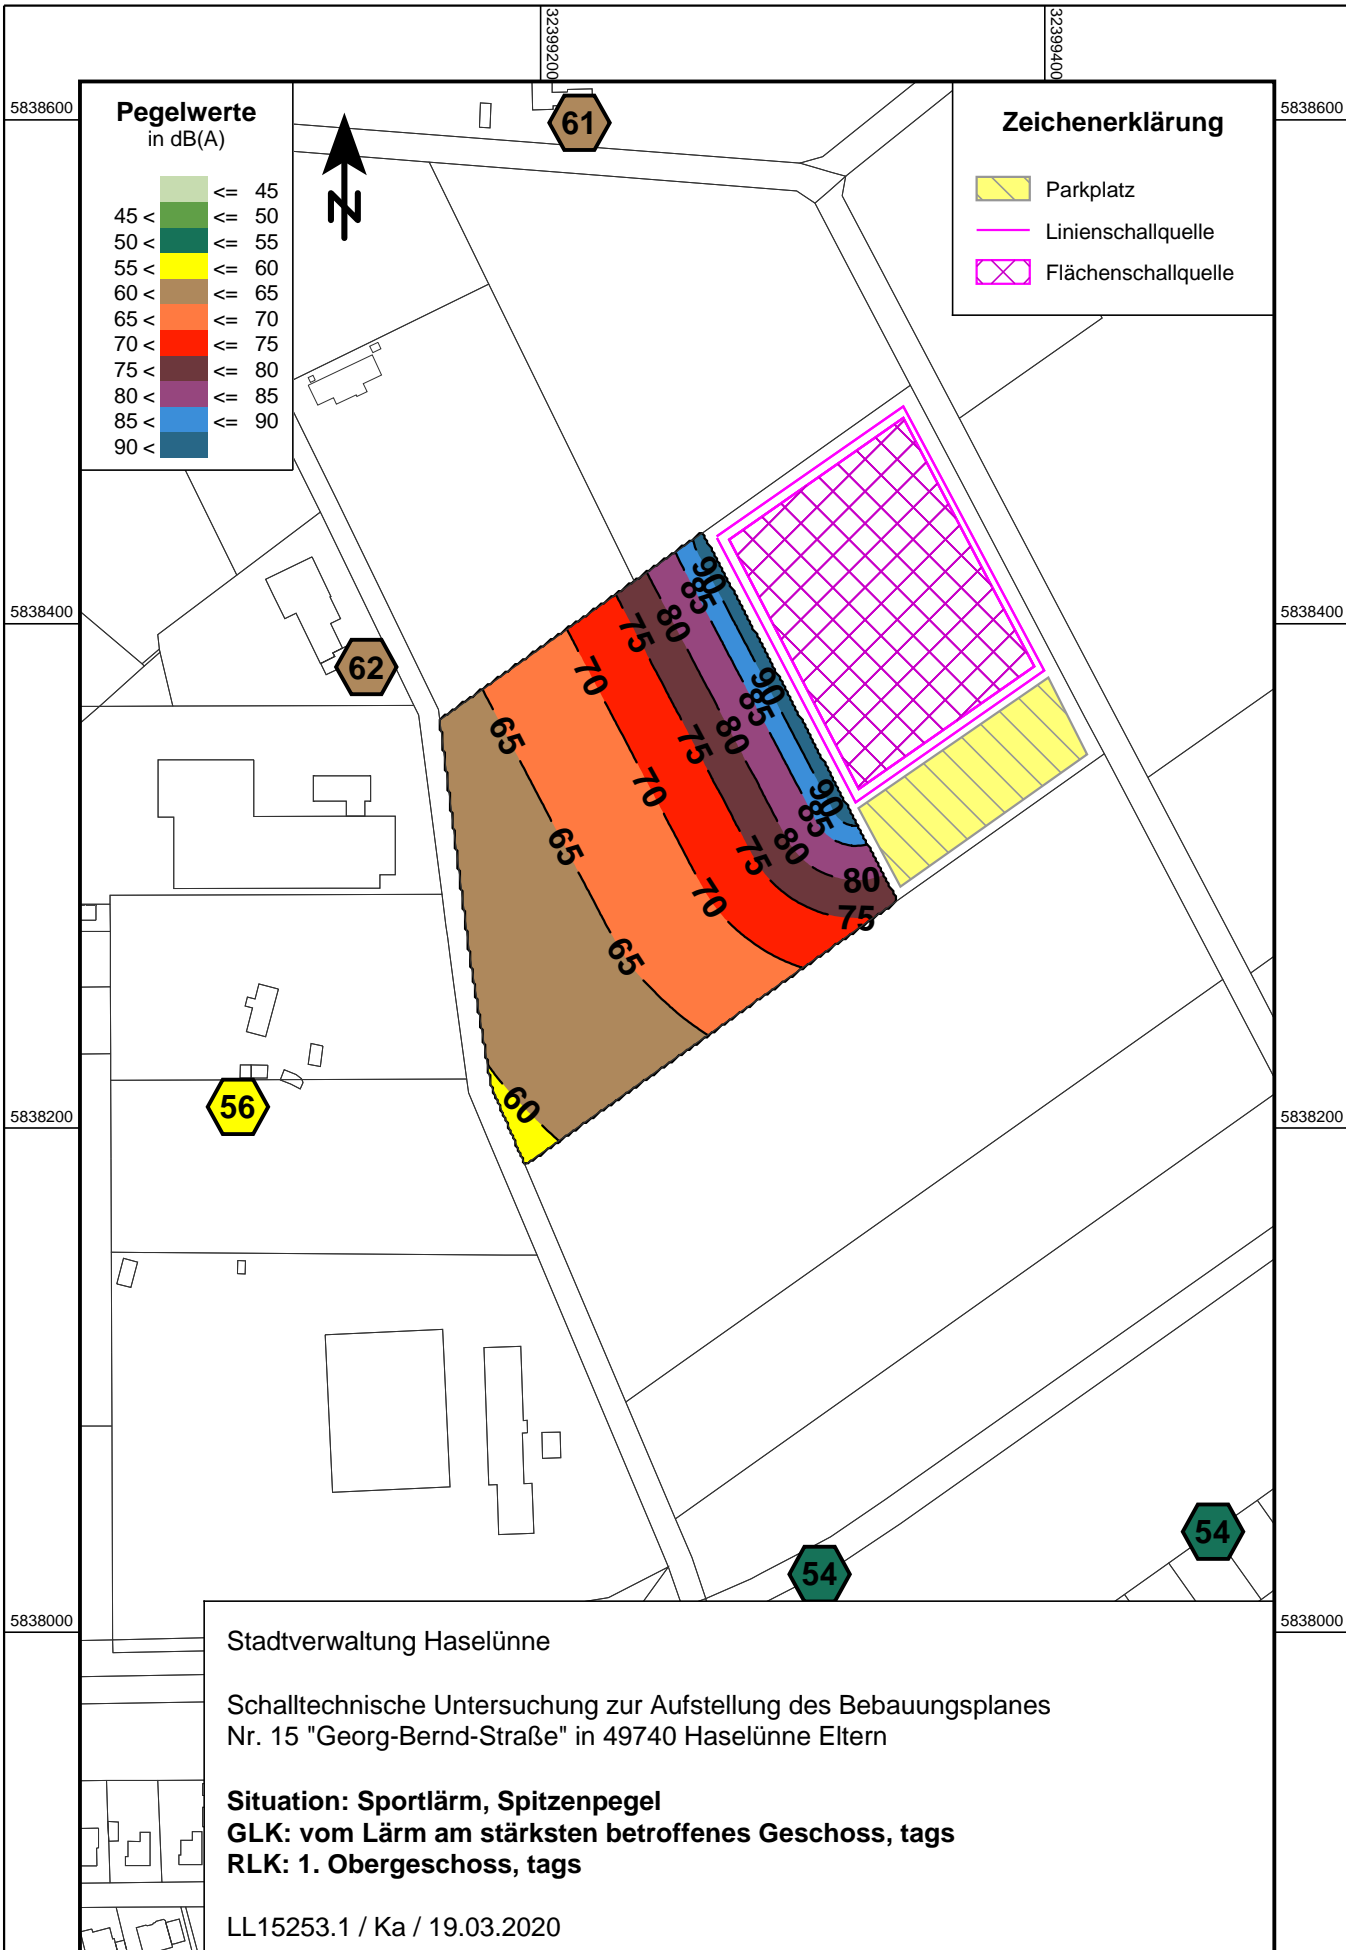 32399200
32399400
5838600
5838600
Pegelwerte
in dB(A)
<= 45
45 < <= 50
50 < <= 55
55 < <= 60
60 < <= 65
65 < <= 70
70 < <= 75
75 < <= 80
80 < <= 85
85 < <= 90
90 <
N
61
Zeichenerklärung
Parkplatz
Linienschallquelle
Flächenschallquelle
5838400
5838400
62
90
85
80
75
70
65
90
85
80
75
70
65
90
85
80
75
70
65
80
75
60
56
5838200
5838200
54
54
5838000
5838000
Stadtverwaltung Haselünne
Schalltechnische Untersuchung zur Aufstellung des Bebauungsplanes
Nr. 15 "Georg-Bernd-Straße" in 49740 Haselünne Eltern
Situation: Sportlärm, Spitzenpegel
GLK: vom Lärm am stärksten betroffenes Geschoss, tags
RLK: 1. Obergeschoss, tags
LL15253.1 / Ka / 19.03.2020